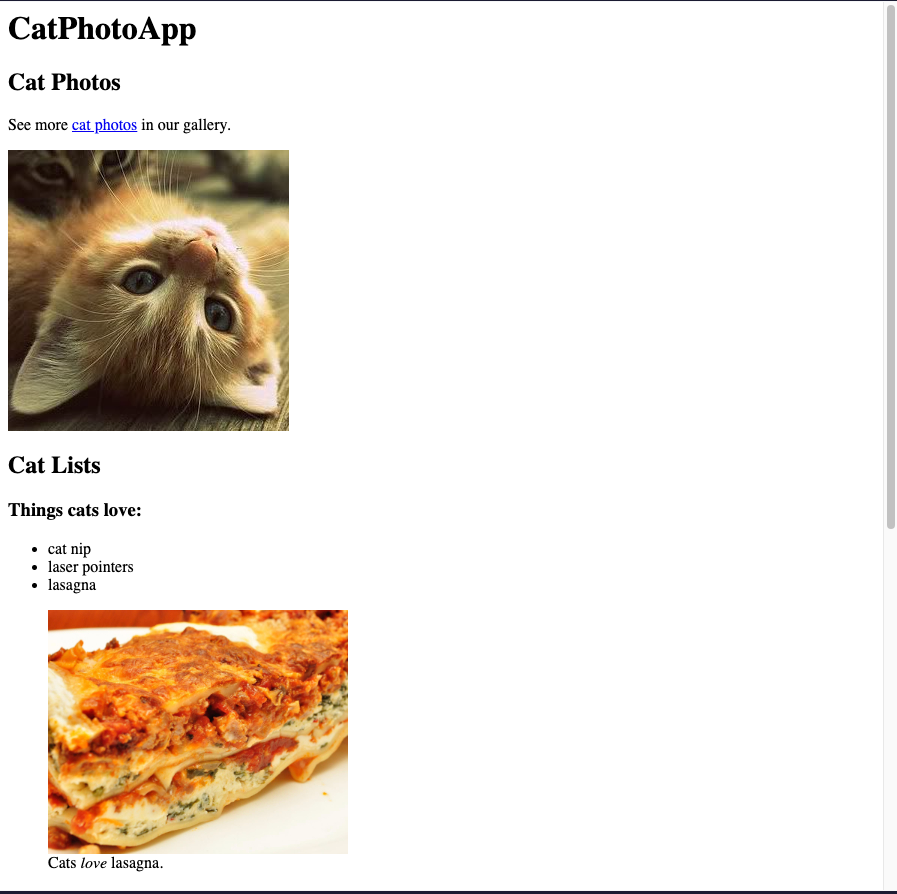 CatPhotoApp
Cat Photos
See more cat photos in our gallery.
Cat Lists
Things cats love:
cat nip
laser pointers
lasagna
Cats love lasagna.